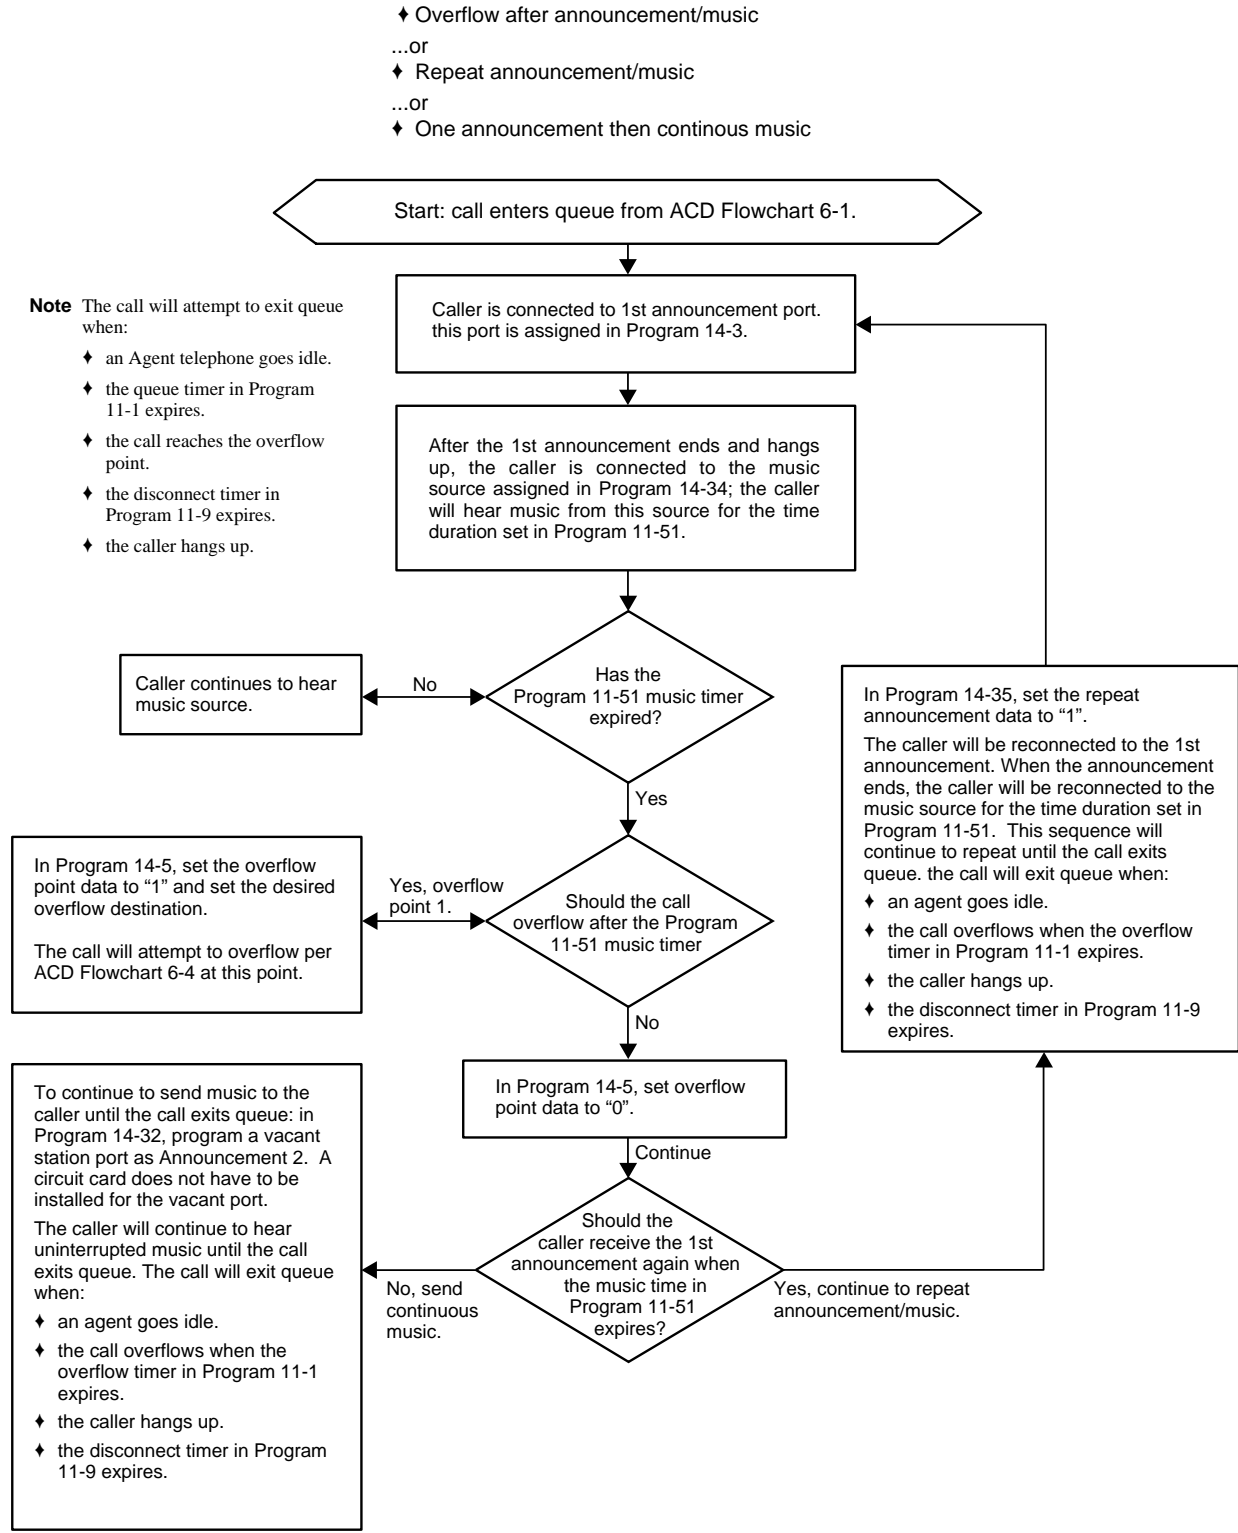 ♦ Overflow after announcement/music
...or
♦ Repeat announcement/music
...or
♦ One announcement then continous music
Start: call enters queue from ACD Flowchart 6-1.
Note The call will attempt to exit queue
when:
♦ an Agent telephone goes idle.
♦ the queue timer in Program
11-1 expires.
♦ the call reaches the overflow
point.
♦ the disconnect timer in
Program 11-9 expires.
♦ the caller hangs up.
Caller is connected to 1st announcement port.
this port is assigned in Program 14-3.
After the 1st announcement ends and hangs
up, the caller is connected to the music
source assigned in Program 14-34; the caller
will hear music from this source for the time
duration set in Program 11-51.
Has the
Program 11-51 music timer
expired?
No
Caller continues to hear
music source.
Yes
Should the call
overflow after the Program
11-51 music timer
Yes, overflow
point 1.
In Program 14-5, set the overflow
point data to “1” and set the desired
overflow destination.
The call will attempt to overflow per
ACD Flowchart 6-4 at this point.
No
In Program 14-5, set overflow
point data to “0”.
Continue
Should the
caller receive the 1st
announcement again when
the music time in
Program 11-51
expires?
No, send
continuous
music.
To continue to send music to the
caller until the call exits queue: in
Program 14-32, program a vacant
station port as Announcement 2.  A
circuit card does not have to be
installed for the vacant port.
The caller will continue to hear
uninterrupted music until the call
exits queue. The call will exit queue
when:
♦ an agent goes idle.
♦ the call overflows when the
overflow timer in Program 11-1
expires.
♦ the caller hangs up.
♦ the disconnect timer in Program
11-9 expires.
Yes, continue to repeat
announcement/music.
In Program 14-35, set the repeat
announcement data to “1”.
The caller will be reconnected to the 1st
announcement. When the announcement
ends, the caller will be reconnected to the
music source for the time duration set in
Program 11-51.  This sequence will
continue to repeat until the call exits
queue. the call will exit queue when:
♦ an agent goes idle.
♦ the call overflows when the overflow
timer in Program 11-1 expires.
♦ the caller hangs up.
♦ the disconnect timer in Program 11-9
expires.